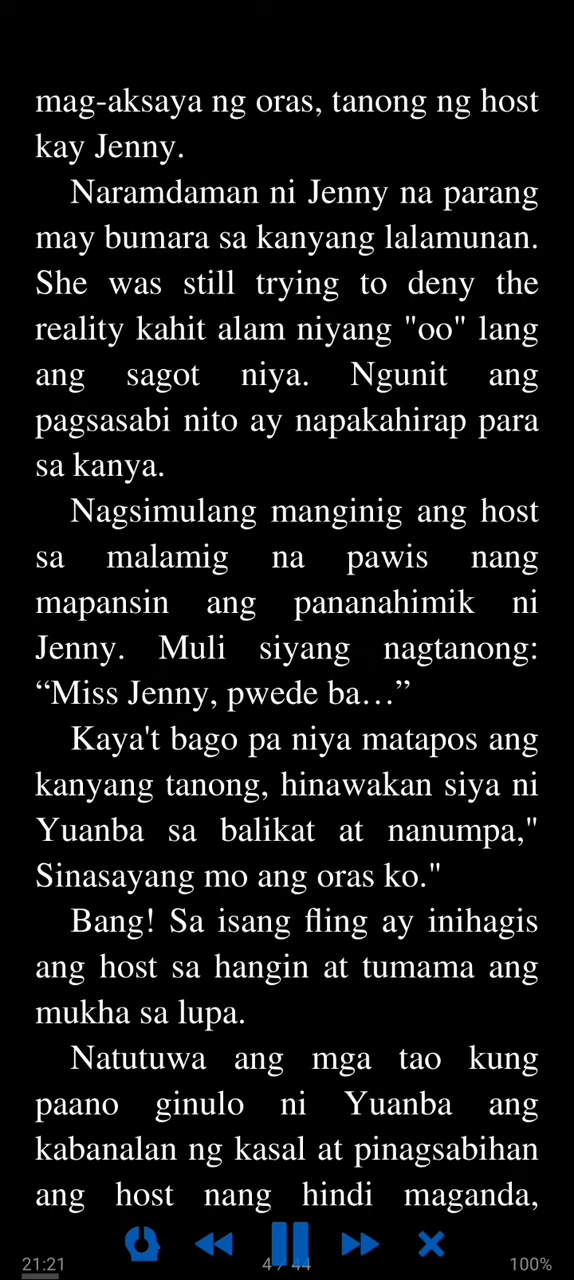 mag-aksaya ng oras, tanong ng host
kay Jenny.
Naramdaman ni Jenny na parang
may bumara sa kanyang lalamunan.
She was still trying to deny the
reality kahit alam niyang "oo" lang
ang sagot niya. Ngunit ang
pagsasabi nito ay napakahirap para
sa kanya.
Nagsimulang manginig ang host
sa malamig na pawis nang
mapansin ang pananahimik ni
Jenny. Muli siyang nagtanong:
“Miss Jenny, pwede ba…”
Kaya't bago pa niya matapos ang
kanyang tanong, hinawakan siya ni
Yuanba sa balikat at nanumpa,"
Sinasayang mo ang oras ko."
Bang! Sa isang fling ay inihagis
ang host sa hangin at tumama ang
mukha sa lupa.
Natutuwa ang mga tao kung
paano ginulo ni Yuanba ang
kabanalan ng kasal at pinagsabihan
ang host nang hindi maganda,
21:21 4 / 44 100%